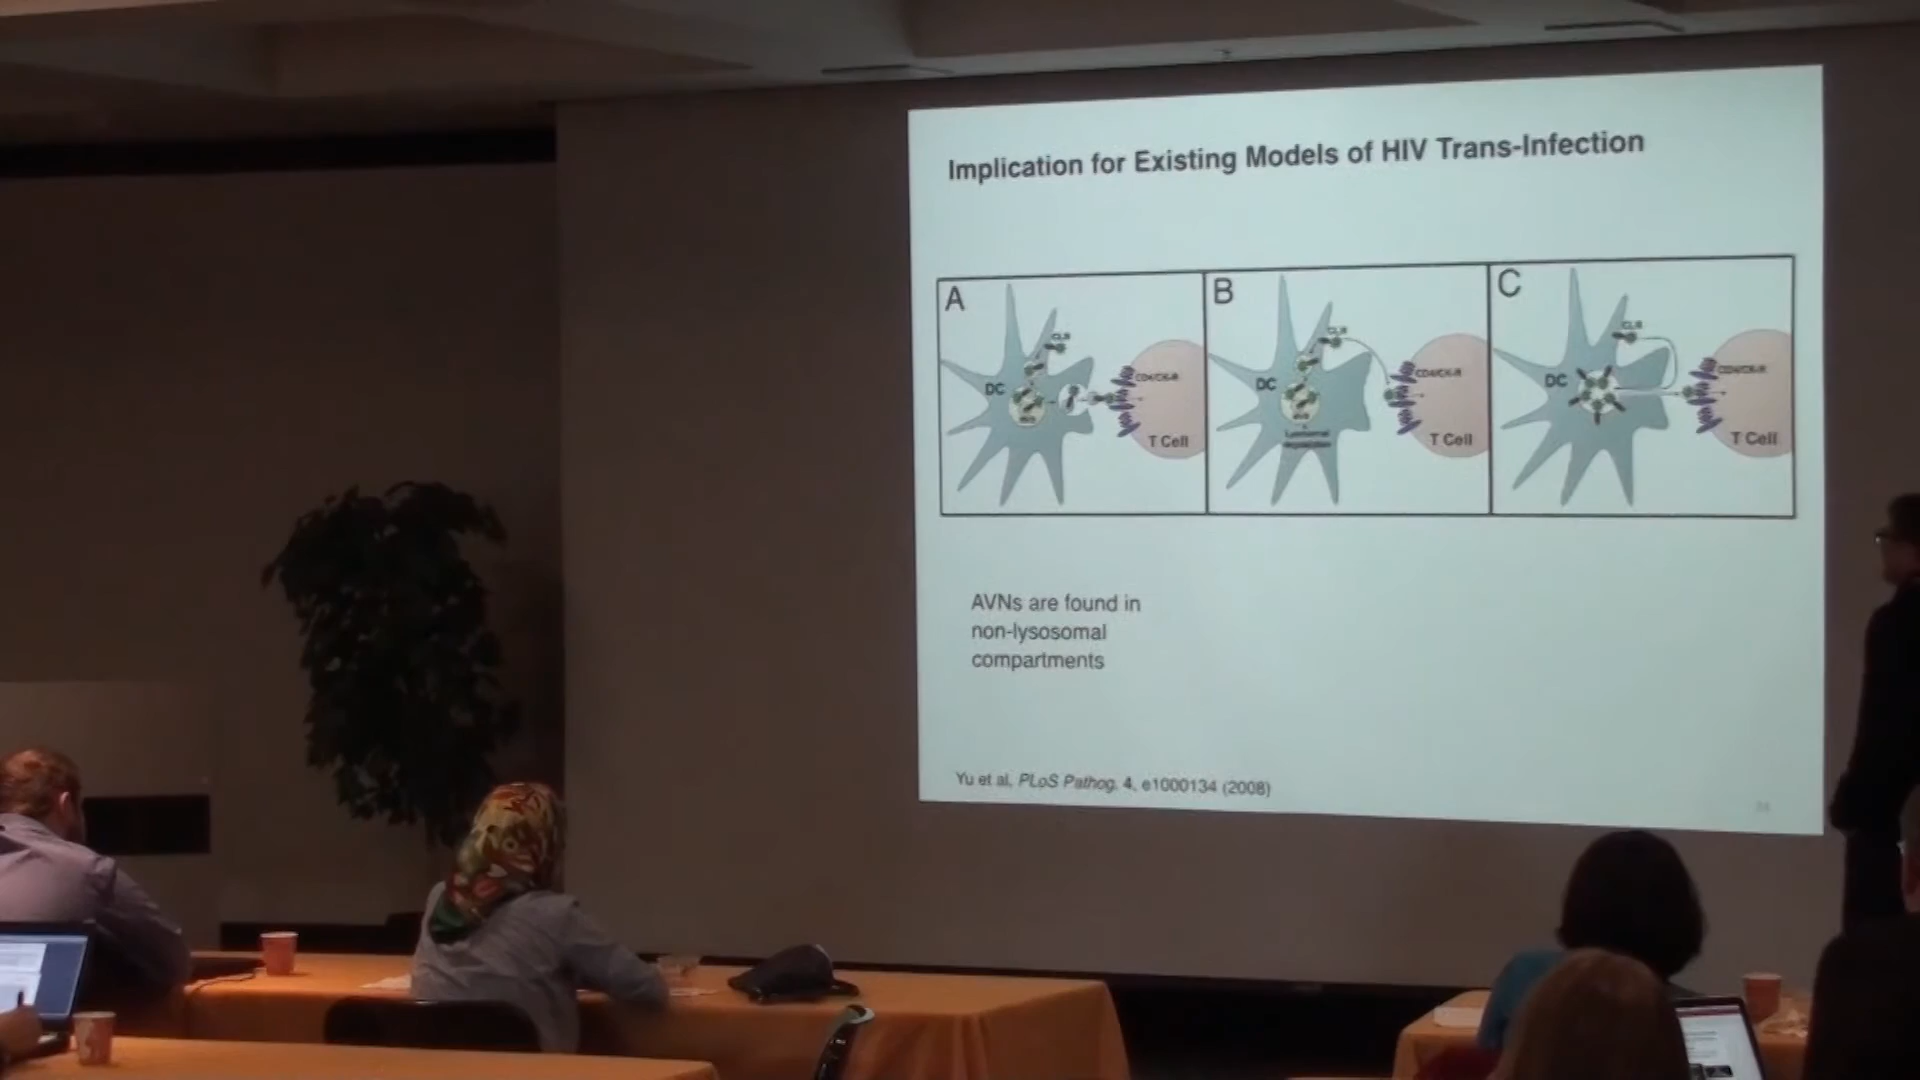 Implication for Existing Models of HIV Trans-Infection
A
B
C
CLR
CLR
CLR
DC
DC
DC
CD4/CK-R
CD4/CK-R
CD4/CK-R
T Cell
T Cell
T Cell
AVNs are found in
non-lysosomal
compartments
Yu et al, PLoS Pathog. 4, e1000134 (2008)